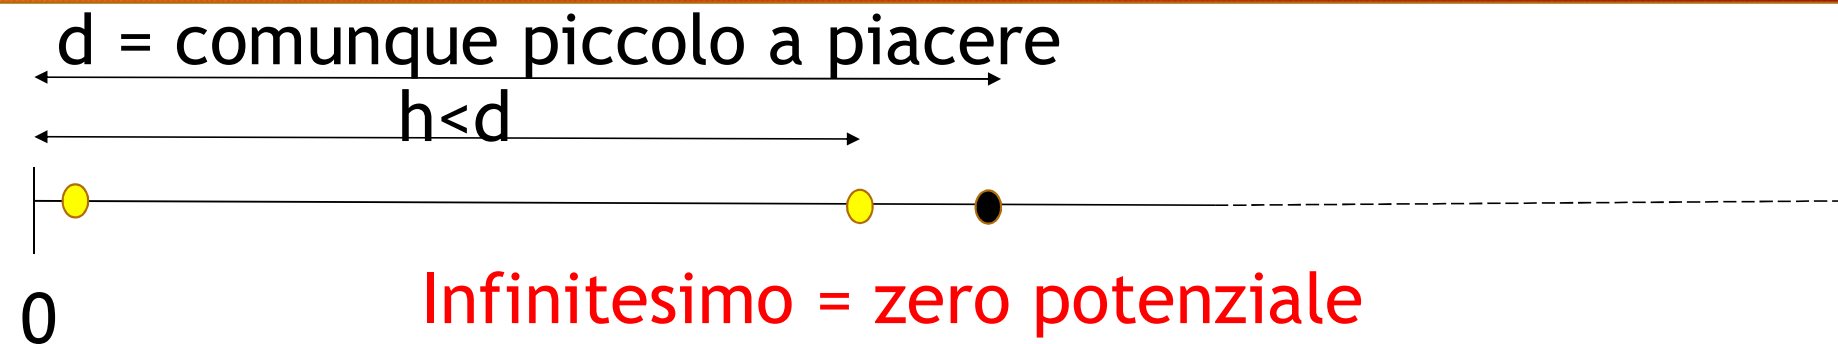 d = comunque piccolo a piacere
h<d
Infinitesimo = zero potenziale
0